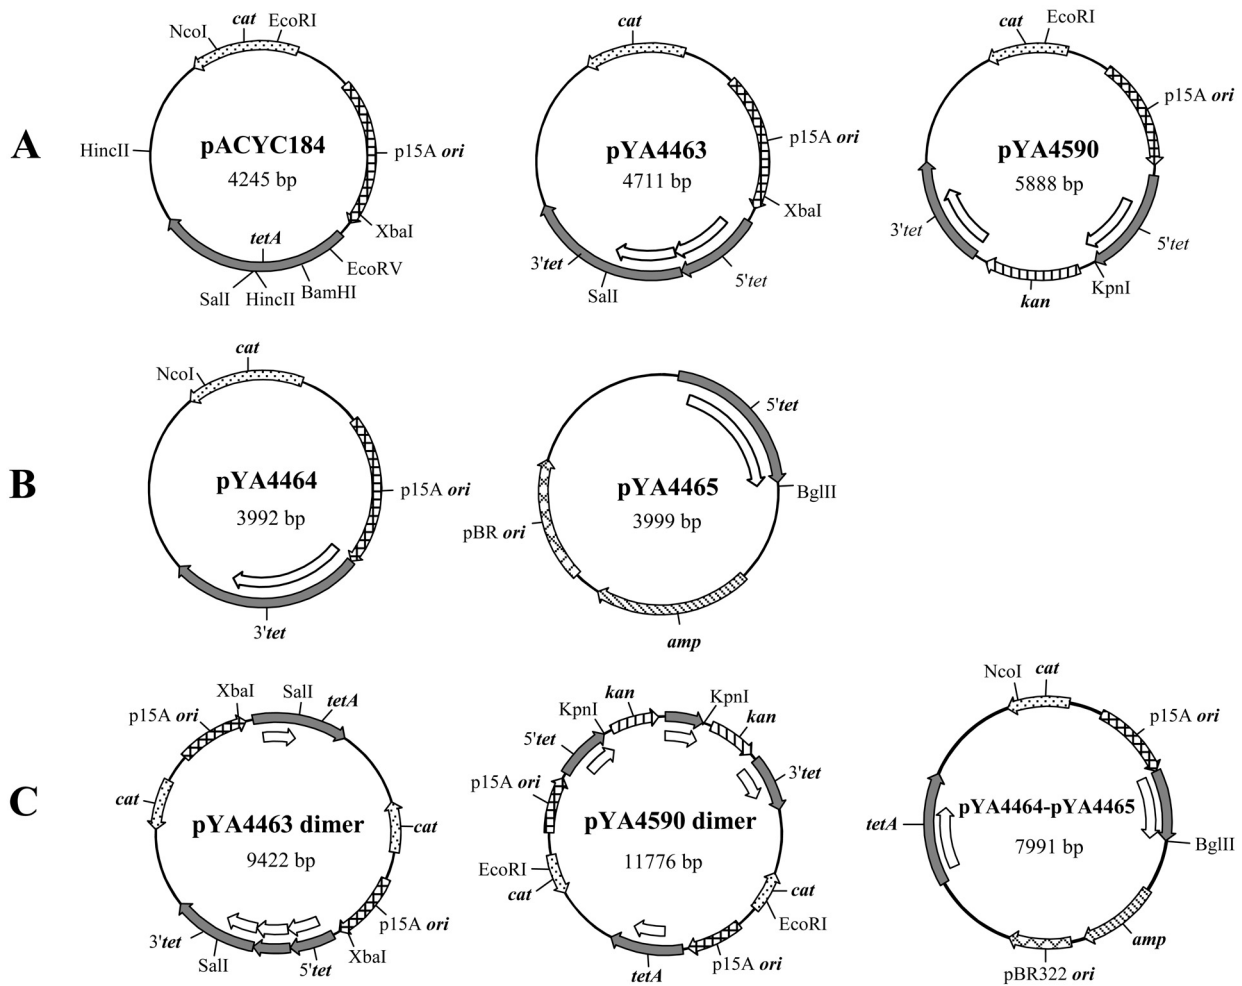 A
pACYC184
4245 bp
NcoI
cat
EcoRI
HincII
p15A ori
XbaI
EcoRV
BamHI
HincII
SalI
tetA
pYA4463
4711 bp
cat
p15A ori
XbaI
5'tet
SalI
3'tet
pYA4590
5888 bp
cat
EcoRI
p15A ori
5'tet
KpnI
kan
3'tet
B
pYA4464
3992 bp
NcoI
cat
p15A ori
3'tet
pYA4465
3999 bp
5'tet
BglII
pBR ori
amp
C
pYA4463 dimer
9422 bp
XbaI
SalI
tetA
p15A ori
cat
cat
p15A ori
XbaI
5'tet
SalI
3'tet
pYA4590 dimer
11776 bp
kan
KpnI
KpnI
kan
5'tet
3'tet
p15A ori
EcoRI
cat
cat
EcoRI
p15A ori
tetA
pYA4464-pYA4465
7991 bp
NcoI
cat
p15A ori
tetA
BglII
amp
pBR322 ori